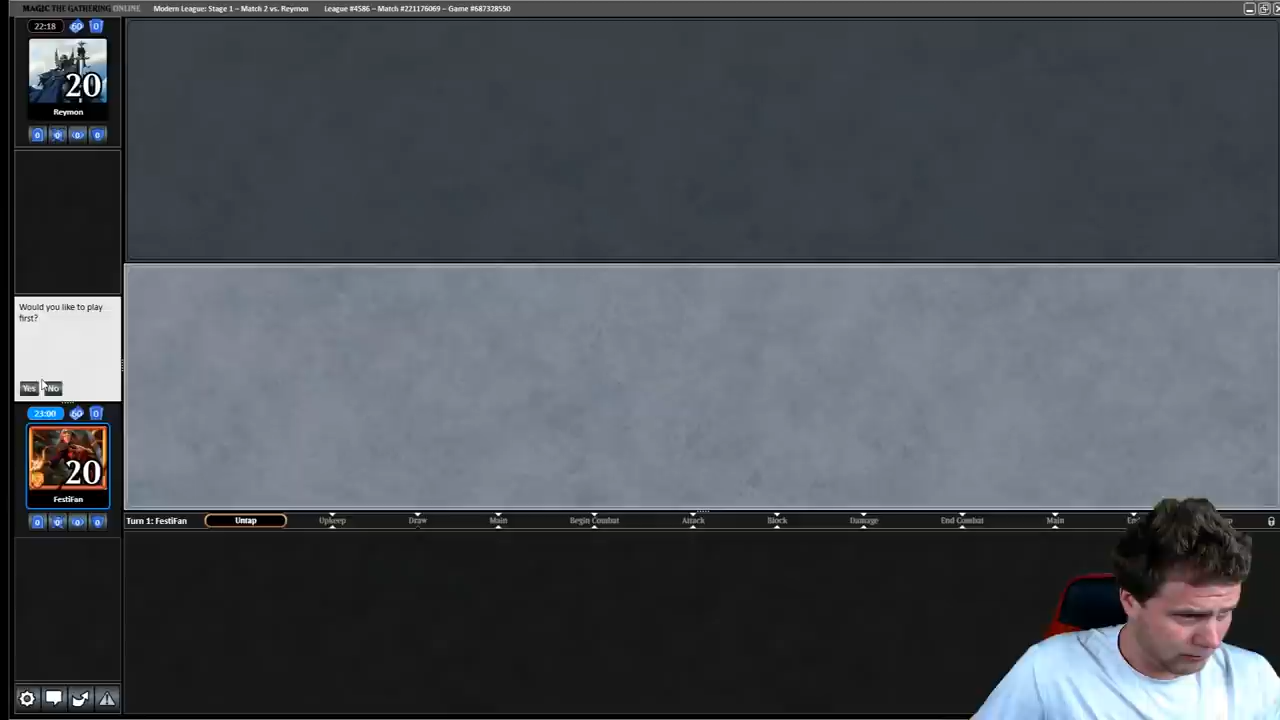 MAGIC THE GATHERING ONLINE Modern League: Stage 1 – Match 2 vs. Reymon League #4586 – Match #221176069 – Game #687328550
22:18 60 0
20
Reymon
0 0 0 0
Would you like to play
first?
Yes No
23:00 60 0
20
FestiFan
0 0 0 0
Turn 1: FestiFan Untap Upkeep Draw Main Begin Combat Attack Block Damage End Combat Main